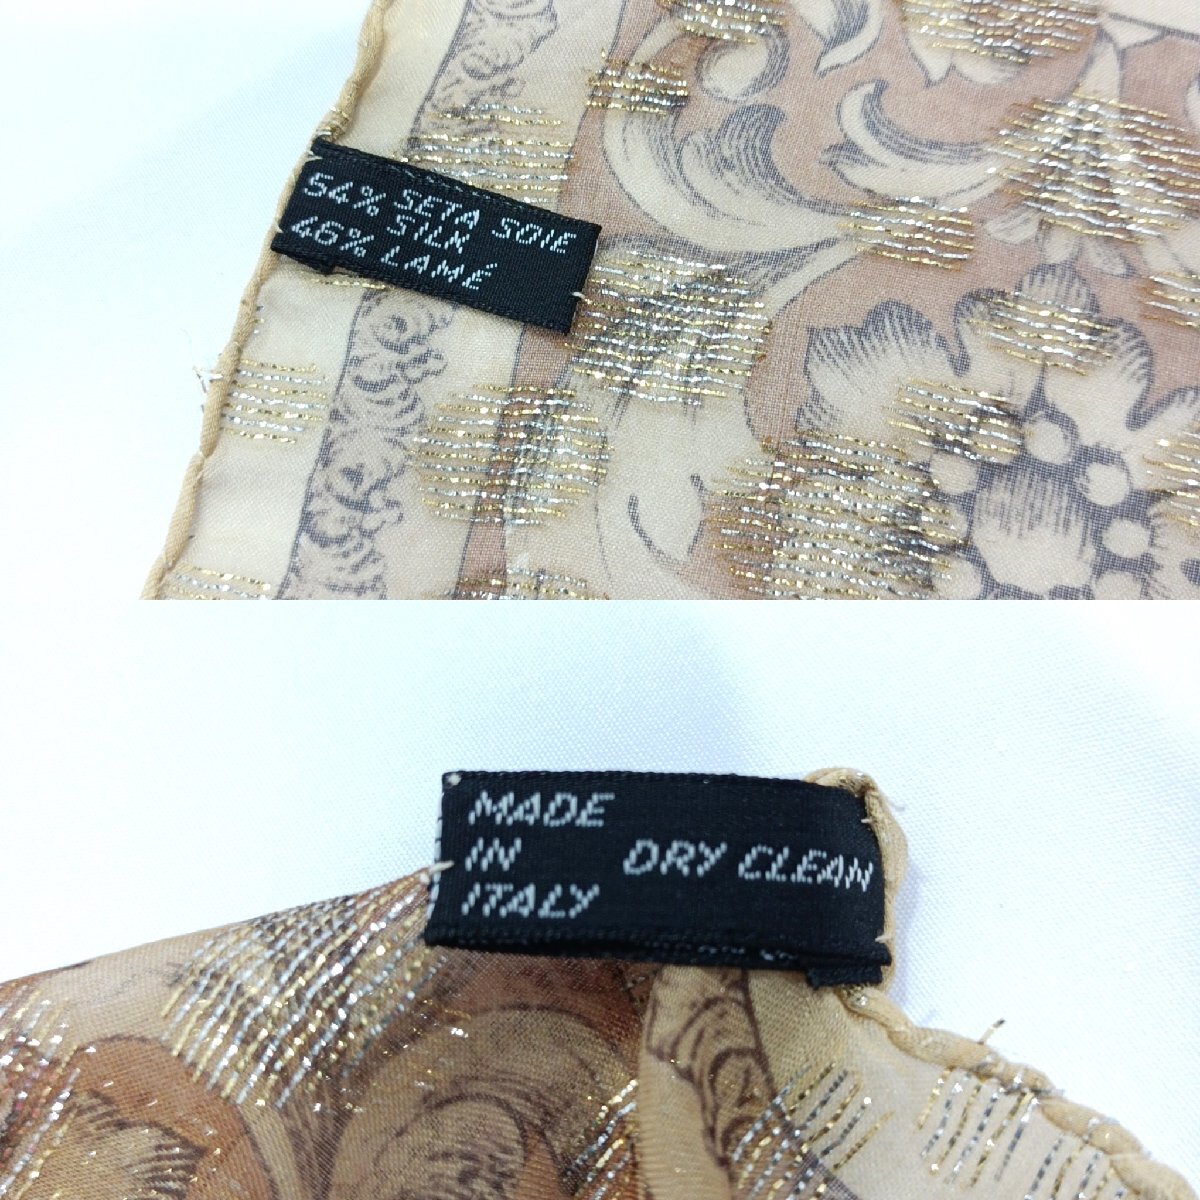 54% SETA SOIE
SILK
46% LAMÉ
MADE
IN
ITALY
DRY CLEAN